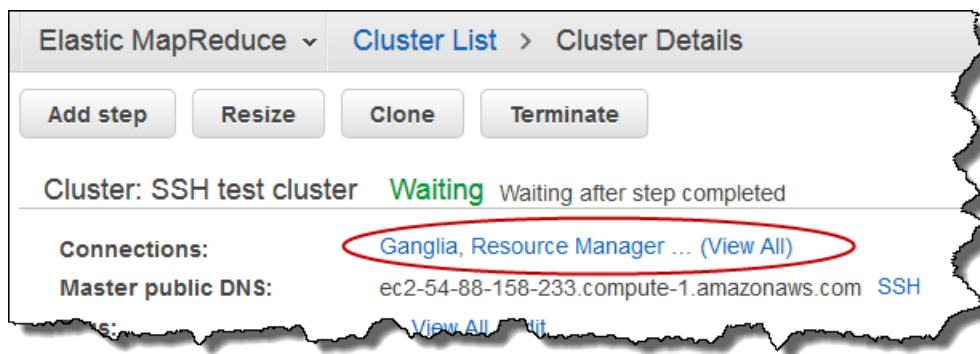 Elastic MapReduce Cluster List > Cluster Details
Add step Resize Clone Terminate
Cluster: SSH test cluster Waiting Waiting after step completed
Connections: Ganglia, Resource Manager ... (View All)
Master public DNS: ec2-54-88-158-233.compute-1.amazonaws.com SSH
View All